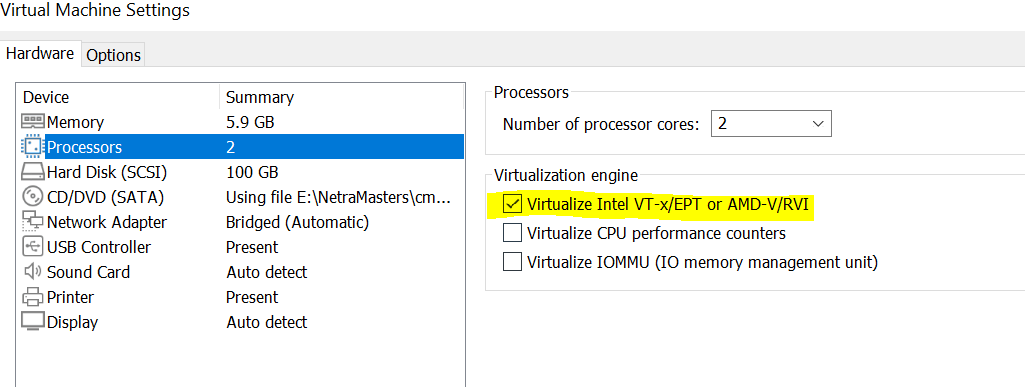 Virtual Machine Settings
Hardware Options
Device Summary
Memory 5.9 GB
Processors 2
Hard Disk (SCSI) 100 GB
CD/DVD (SATA) Using file E:\NetraMasters\cm...
Network Adapter Bridged (Automatic)
USB Controller Present
Sound Card Auto detect
Printer Present
Display Auto detect
Processors
Number of processor cores: 2
Virtualization engine
Virtualize Intel VT-x/EPT or AMD-V/RVI
Virtualize CPU performance counters
Virtualize IOMMU (IO memory management unit)